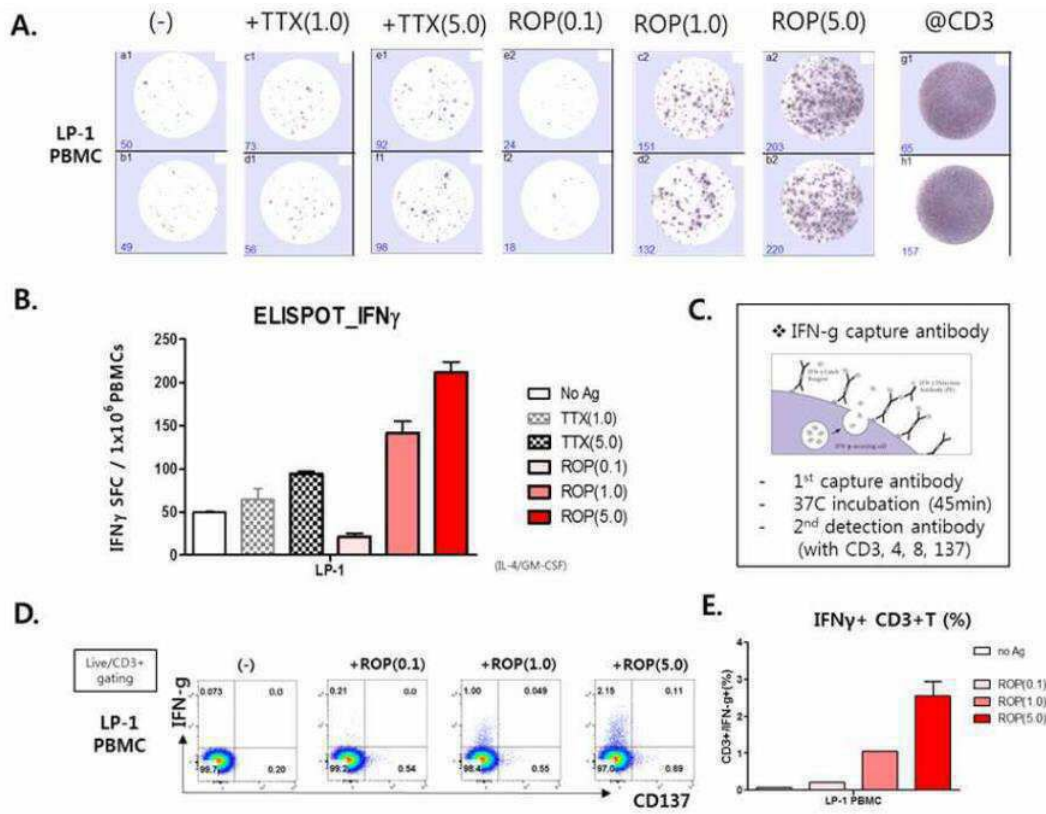 A.
(-) +TTX(1.0) +TTX(5.0) ROP(0.1) ROP(1.0) ROP(5.0) @CD3
LP-1
PBMC
a1 c1 e1 e2 c2 a2 g1
50 73 92 24 151 203 65
b1 d1 f1 f2 d2 b2 h1
49 56 98 18 132 220 157
B.
ELISPOT_IFNγ
IFNγ SFC / 1x10⁶PBMCs
250
200
150
100
50
0
LP-1
(IL-4/GM-CSF)
No Ag
TTX(1.0)
TTX(5.0)
ROP(0.1)
ROP(1.0)
ROP(5.0)
C.
❖ IFN-g capture antibody
- 1st capture antibody
- 37C incubation (45min)
- 2nd detection antibody
(with CD3, 4, 8, 137)
D.
Live/CD3+
gating
LP-1
PBMC
(-) +ROP(0.1) +ROP(1.0) +ROP(5.0)
IFN-g
0.073 0.0 0.21 0.0 1.00 0.049 2.15 0.11
99.7 0.20 99.2 0.54 98.4 0.55 97.0 0.89
CD137
E.
IFNγ+ CD3+T (%)
CD3+/IFN-g+(%)
4
3
2
1
0
LP-1 PBMC
no Ag
ROP(0.1)
ROP(1.0)
ROP(5.0)